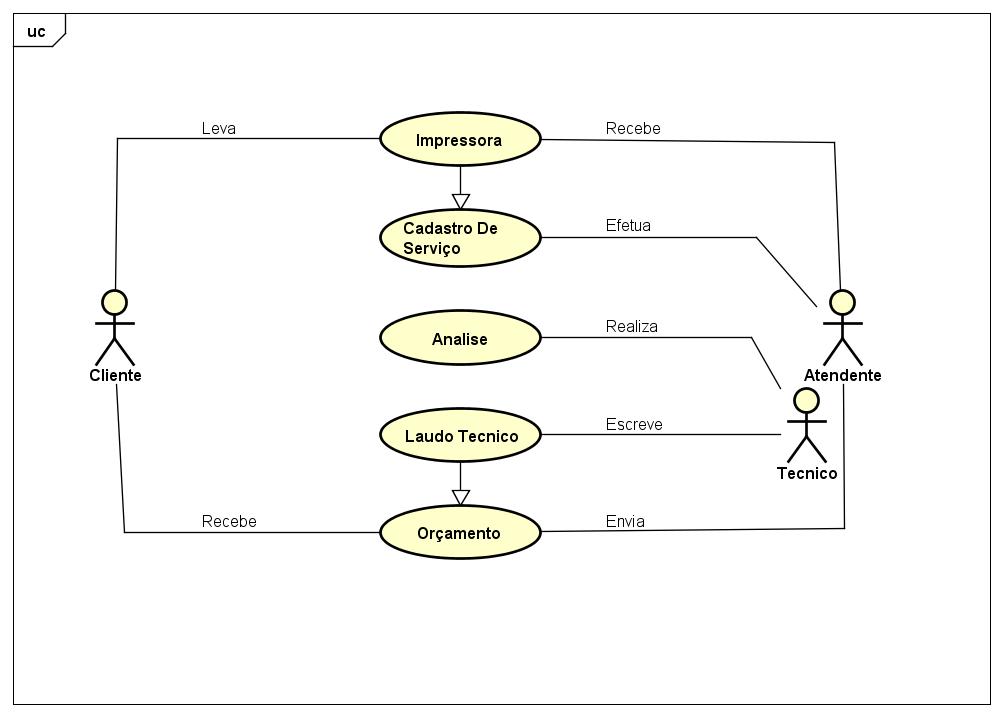 uc
Leva
Impressora
Recebe
Cadastro De
Serviço
Efetua
Analise
Realiza
Cliente
Atendente
Laudo Tecnico
Escreve
Tecnico
Recebe
Orçamento
Envia